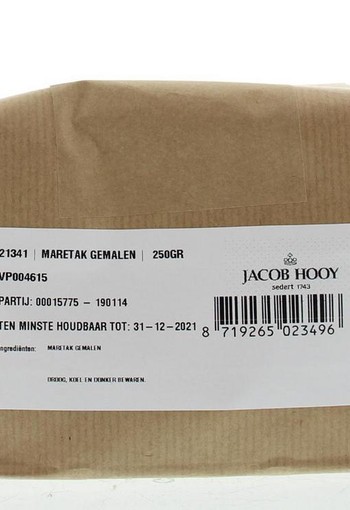 21341 | MARETAK GEMALEN | 250GR
VP004615
PARTIJ: 00015775 - 190114
TEN MINSTE HOUDBAAR TOT: 31-12-2021
Ingrediënten: MARETAK GEMALEN
DROOG, KOEL EN DONKER BEWAREN.
JACOB HOOY
sedert 1743
8 719265 023496